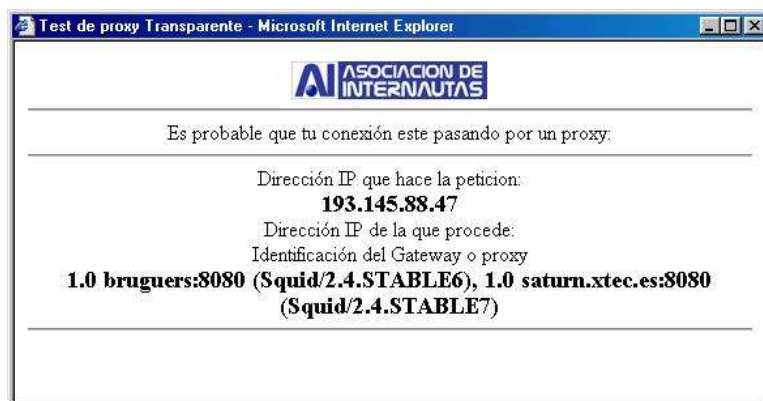 Test de proxy Transparente - Microsoft Internet Explorer
AI ASOCIACION DE
INTERNAUTAS
Es probable que tu conexión este pasando por un proxy:
Dirección IP que hace la peticion:
193.145.88.47
Dirección IP de la que procede:
Identificación del Gateway o proxy
1.0 bruguers:8080 (Squid/2.4.STABLE6), 1.0 saturn.xtec.es:8080
(Squid/2.4.STABLE7)